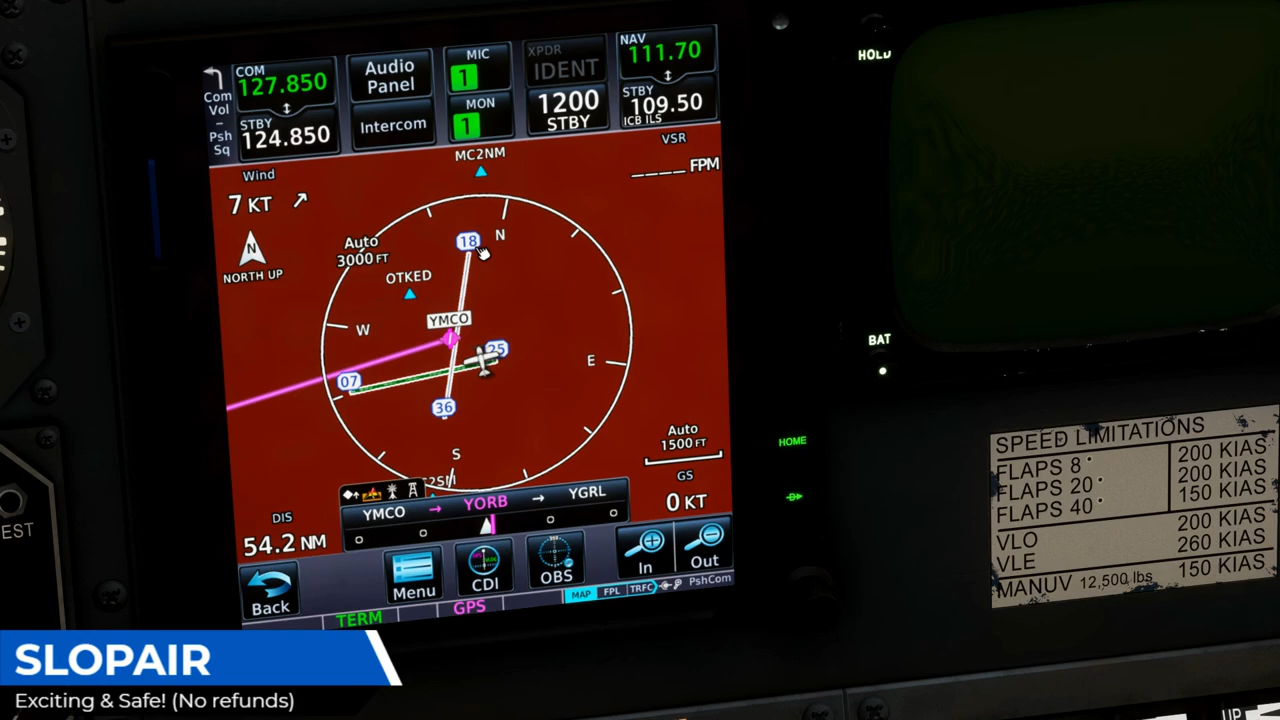 COM
127.850
STBY
124.850
Com
Vol
–
Psh
Sq
Audio
Panel
Intercom
MIC
1
MON
1
XPDR
IDENT
1200
STBY
NAV
111.70
STBY
109.50
ICB ILS
VSR
____ FPM
Wind
7 KT
N
NORTH UP
MC2NM
Auto
3000 FT
18
N
OTKED
W
YMCO
25
E
07
36
S
Auto
1500 FT
GS
0 KT
DIS
54.2 NM
YMCO → YORB → YGRL
Back
Menu
CDI
OBS
In
Out
MAP FPL TRFC PshCom
TERM GPS
HOLD
BAT
HOME
D
EST
SPEED LIMITATIONS
FLAPS 8° 200 KIAS
FLAPS 20° 200 KIAS
FLAPS 40° 150 KIAS
VLO 200 KIAS
VLE 260 KIAS
MANUV 12,500 lbs 150 KIAS
UP
SLOPAIR
Exciting & Safe! (No refunds)